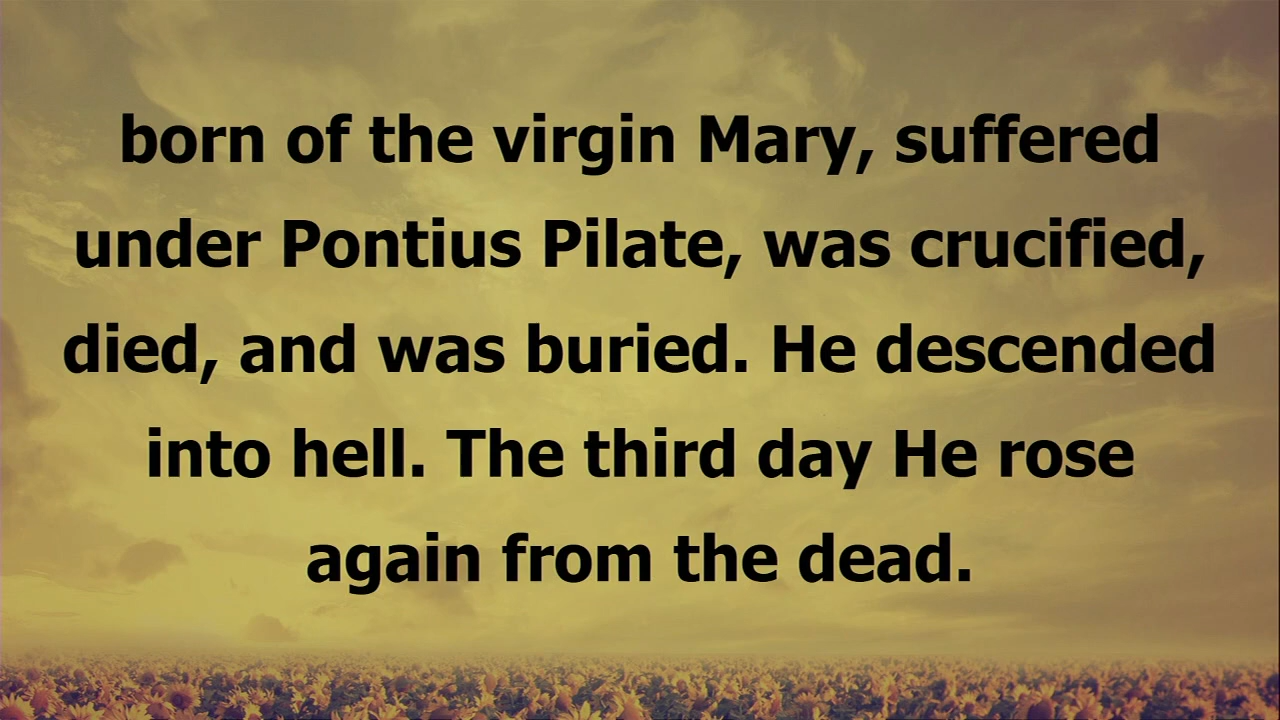 born of the virgin Mary, suffered
under Pontius Pilate, was crucified,
died, and was buried. He descended
into hell. The third day He rose
again from the dead.